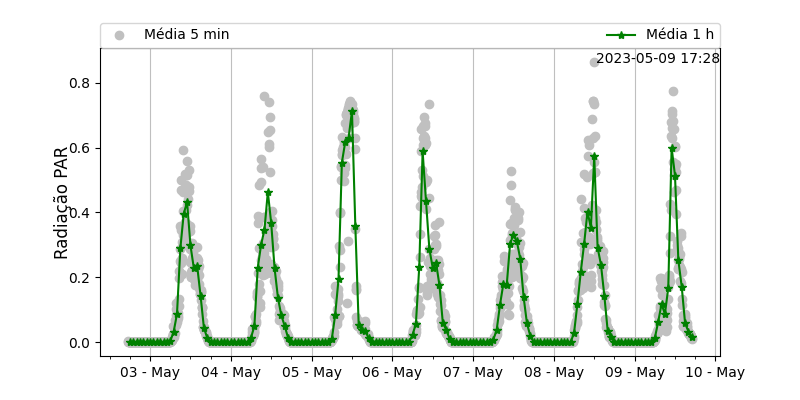 Média 5 min
Média 1 h
2023-05-09 17:28
Radiação PAR
0.8
0.6
0.4
0.2
0.0
03 - May
04 - May
05 - May
06 - May
07 - May
08 - May
09 - May
10 - May